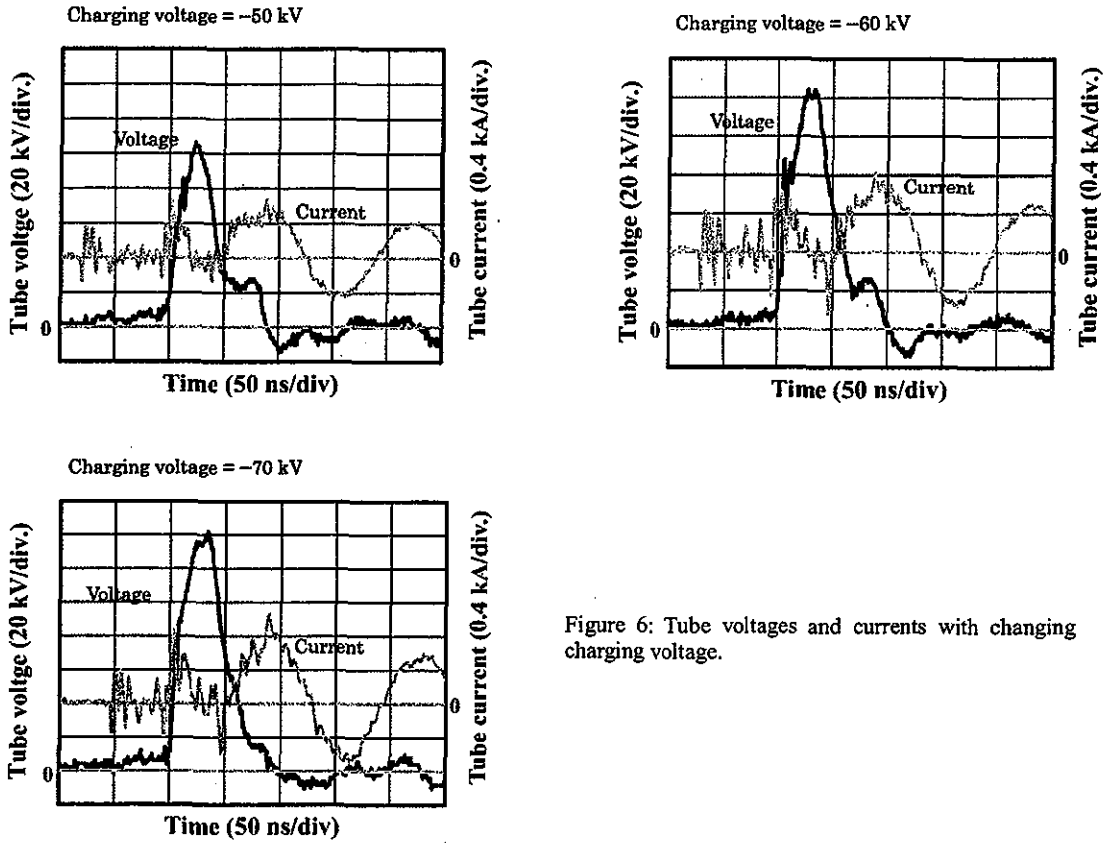 Charging voltage = −50 kV
Tube voltge (20 kV/div.)
Voltage
Current
Tube current (0.4 kA/div.)
0
0
Time (50 ns/div)
Charging voltage = −60 kV
Tube voltge (20 kV/div.)
Voltage
Current
Tube current (0.4 kA/div.)
0
0
Time (50 ns/div)
Charging voltage = −70 kV
Tube voltge (20 kV/div.)
Voltage
Current
Tube current (0.4 kA/div.)
0
0
Time (50 ns/div)
Figure 6: Tube voltages and currents with changing
charging voltage.